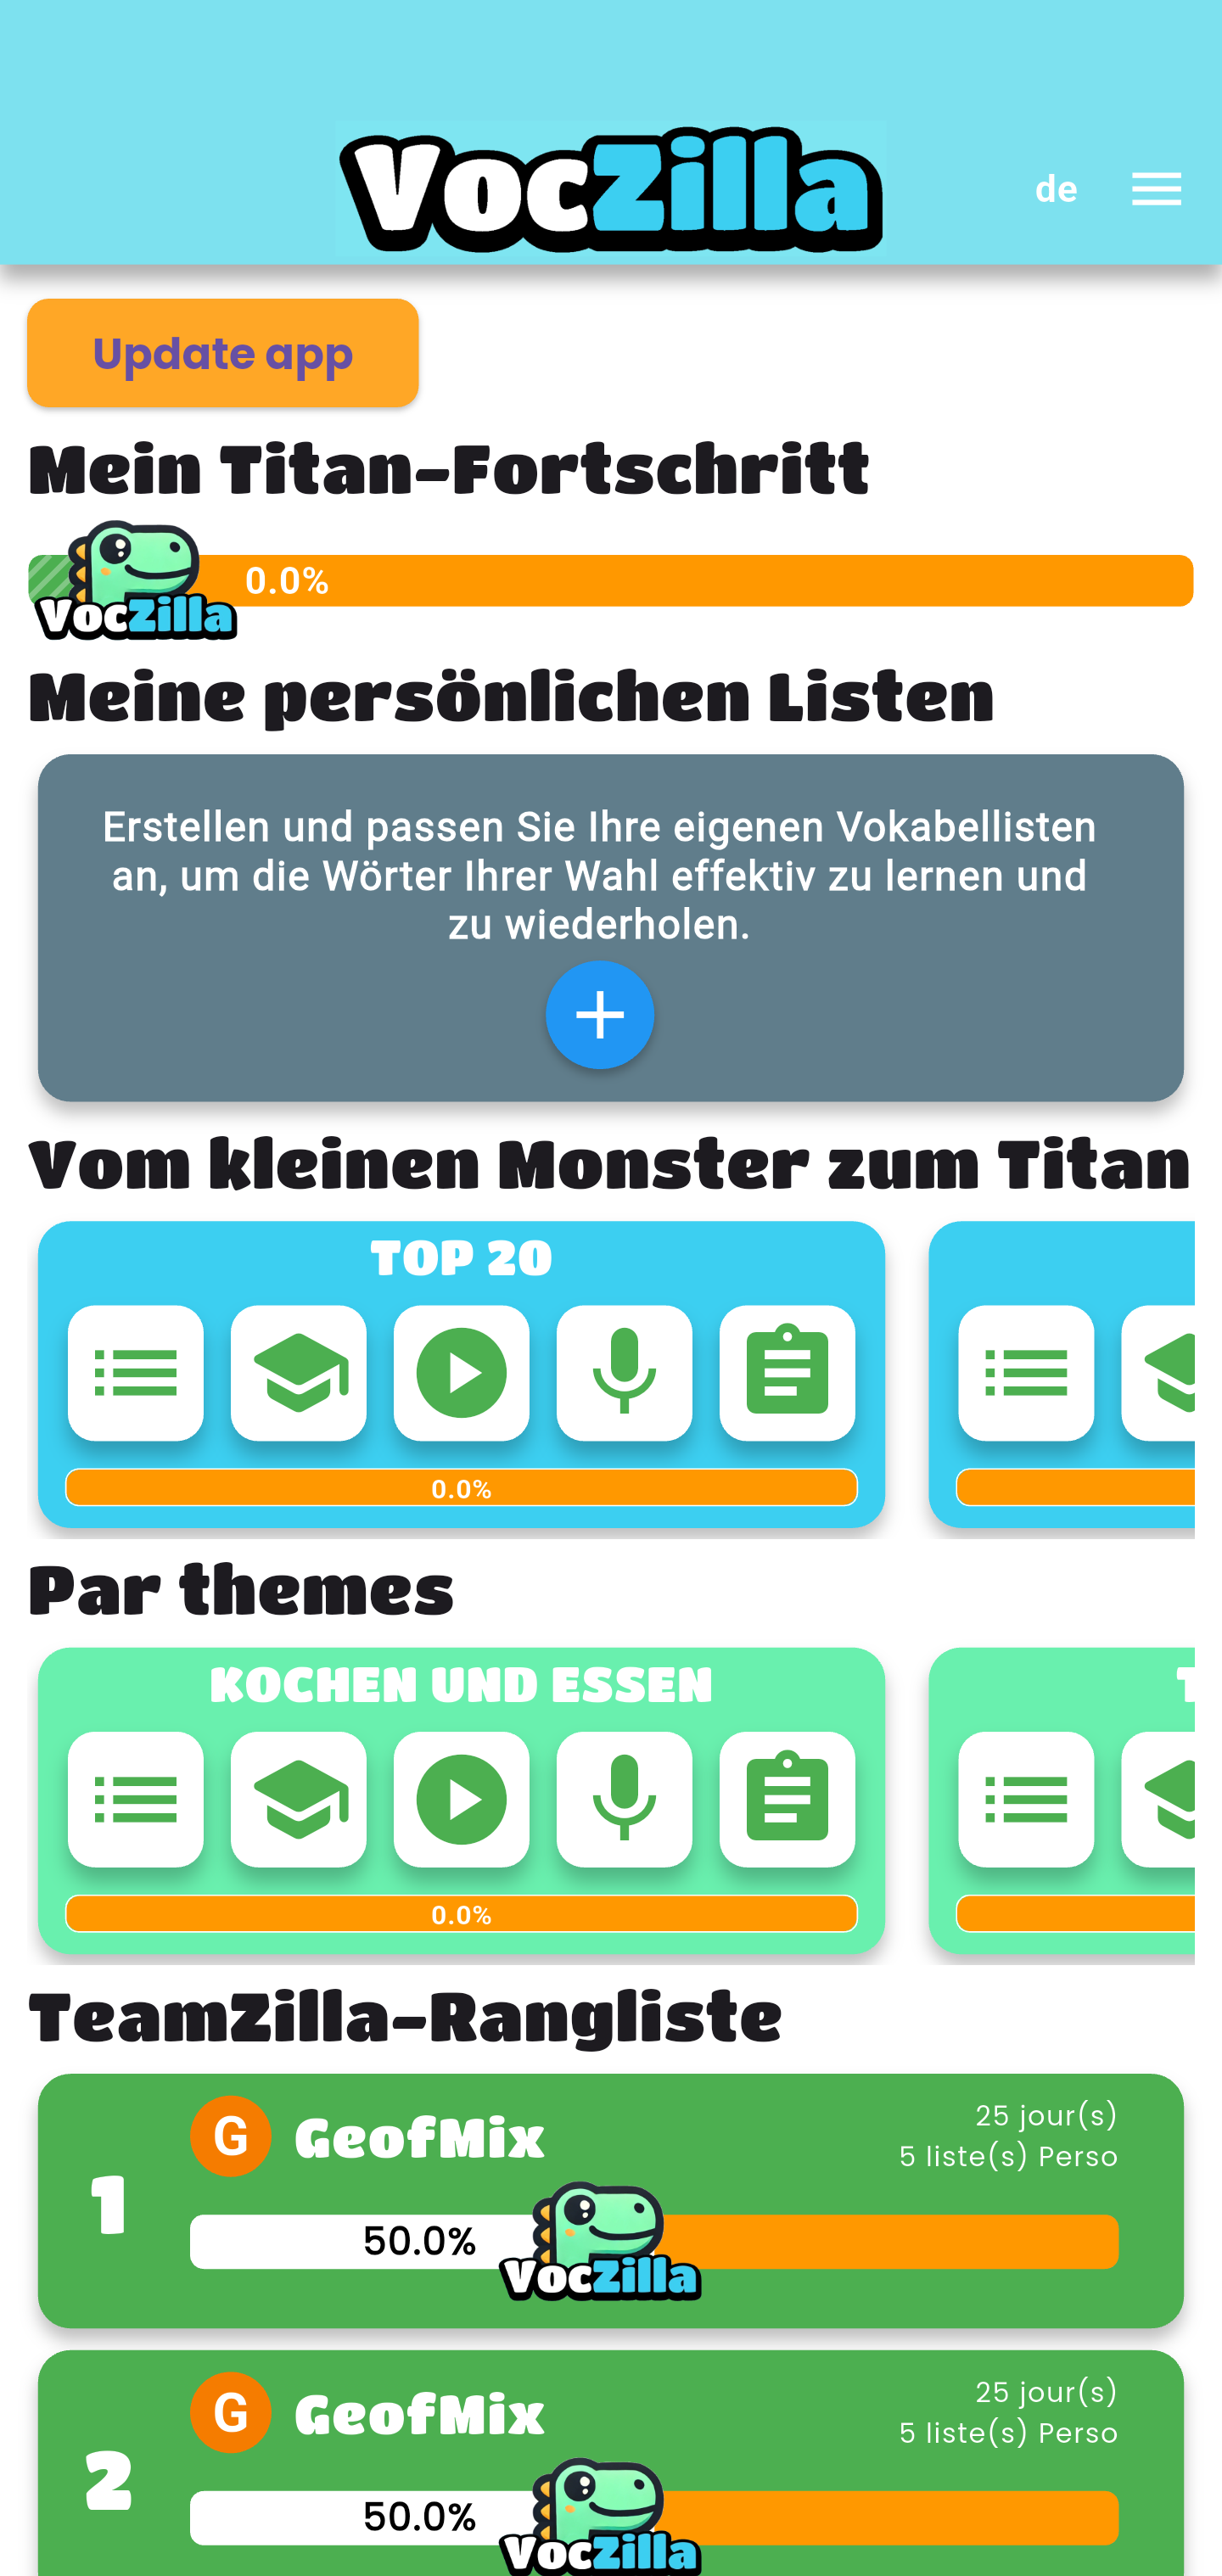 VocZilla
de
Update app
Mein Titan-Fortschritt
0.0%
VocZilla
Meine persönlichen Listen
Erstellen und passen Sie Ihre eigenen Vokabellisten
an, um die Wörter Ihrer Wahl effektiv zu lernen und
zu wiederholen.
Vom kleinen Monster zum Titan
TOP 20
0.0%
Par themes
KOCHEN UND ESSEN
T
0.0%
TeamZilla-Rangliste
1
G
GeofMix
25 jour(s)
5 liste(s) Perso
50.0%
VocZilla
2
G
GeofMix
25 jour(s)
5 liste(s) Perso
50.0%
VocZilla